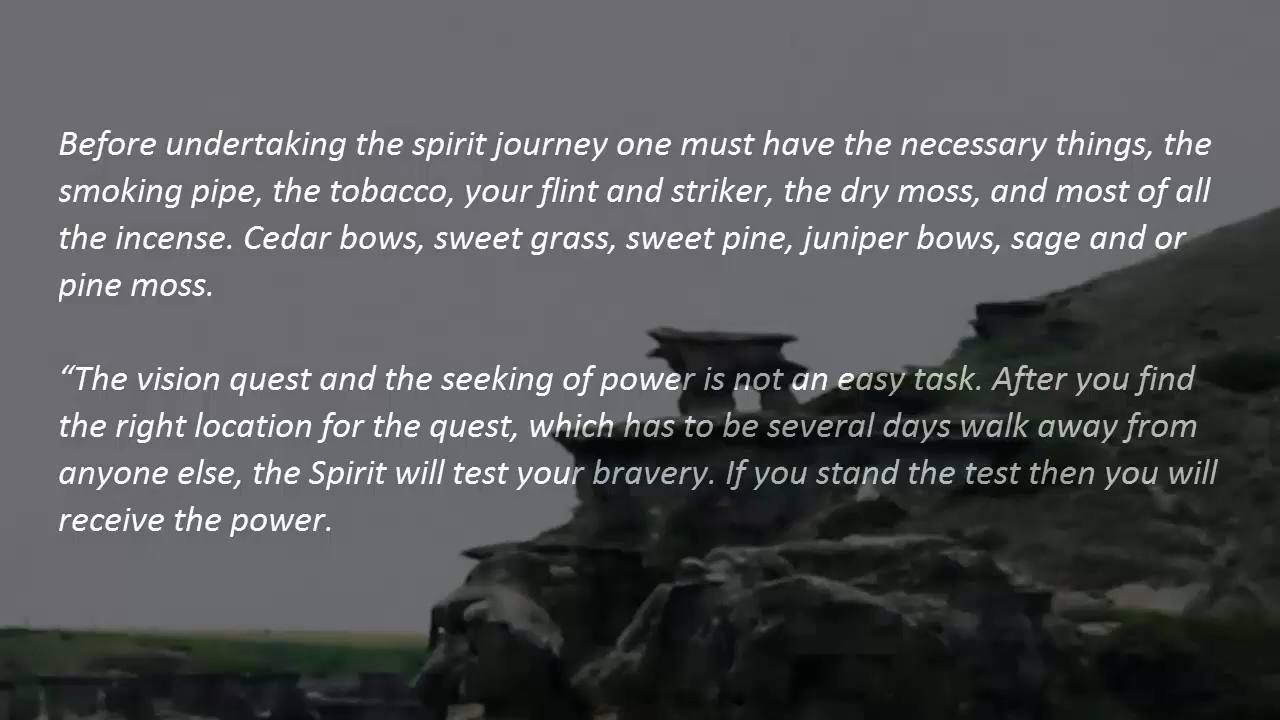 Before undertaking the spirit journey one must have the necessary things, the
smoking pipe, the tobacco, your flint and striker, the dry moss, and most of all
the incense. Cedar bows, sweet grass, sweet pine, juniper bows, sage and or
pine moss.
“The vision quest and the seeking of power is not an easy task. After you find
the right location for the quest, which has to be several days walk away from
anyone else, the Spirit will test your bravery. If you stand the test then you will
receive the power.